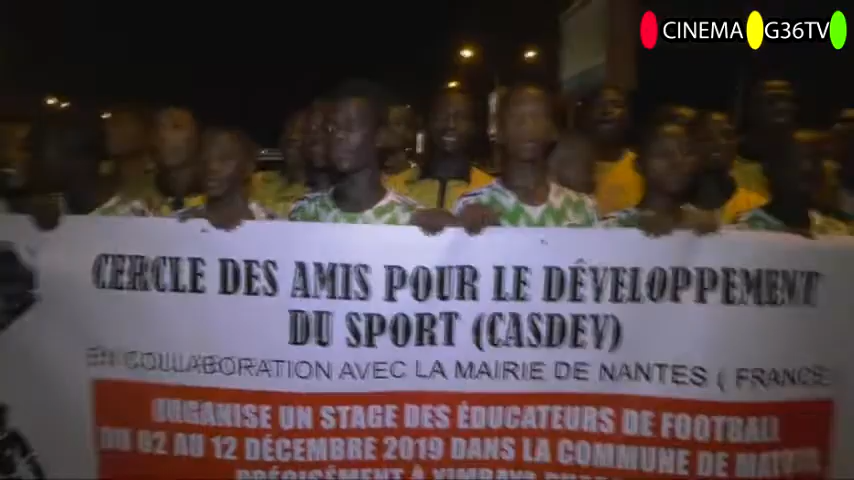 CINEMA G36TV
CERCLE DES AMIS POUR LE DÉVELOPPEMENT
DU SPORT (CASDEV)
EN COLLABORATION AVEC LA MAIRIE DE NANTES ( FRANCE
ORGANISE UN STAGE DES ÉDUCATEURS DE FOOTBALL
DU 02 AU 12 DÉCEMBRE 2019 DANS LA COMMUNE DE
PRÉCISÉMENT À